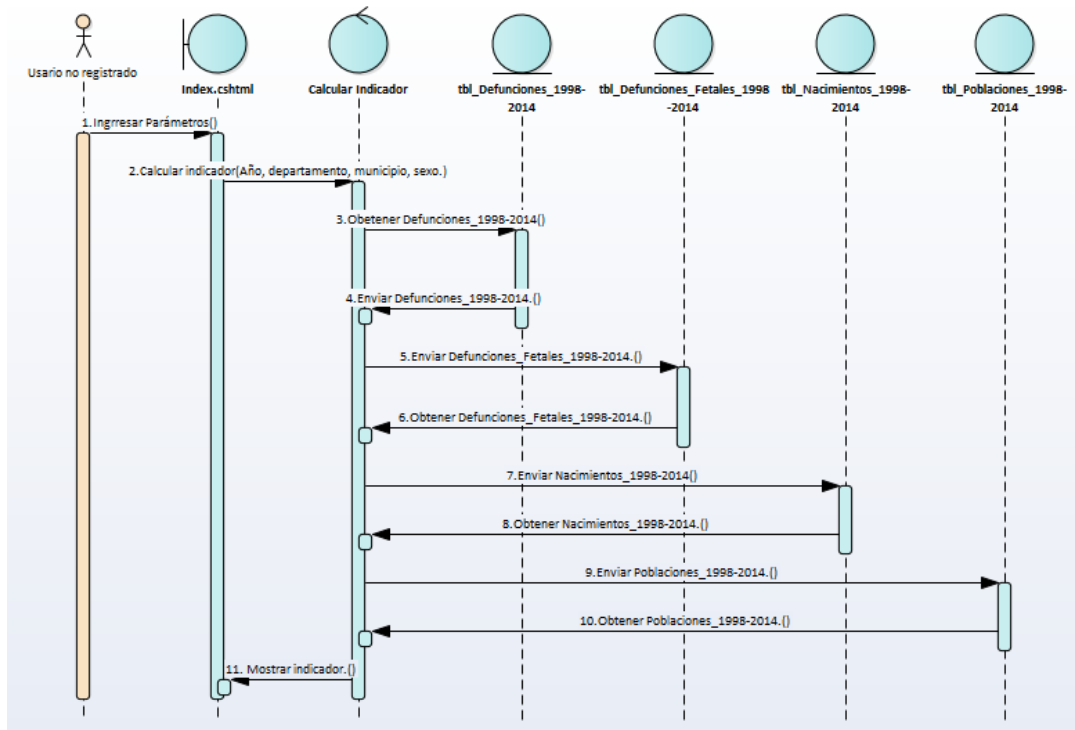 Usario no registrado
Index.cshtml
Calcular Indicador
tbl_Defunciones_1998-
2014
tbl_Defunciones_Fetales_1998
-2014
tbl_Nacimientos_1998-
2014
tbl_Poblaciones_1998-
2014
1.Ingrresar Parámetros()
2.Calcular indicador(Año, departamento, municipio, sexo.)
3.Obetener Defunciones_1998-2014()
4.Enviar Defunciones_1998-2014.()
5.Enviar Defunciones_Fetales_1998-2014.()
6.Obtener Defunciones_Fetales_1998-2014.()
7.Enviar Nacimientos_1998-2014()
8.Obtener Nacimientos_1998-2014.()
9.Enviar Poblaciones_1998-2014.()
10.Obtener Poblaciones_1998-2014.()
11. Mostrar indicador.()